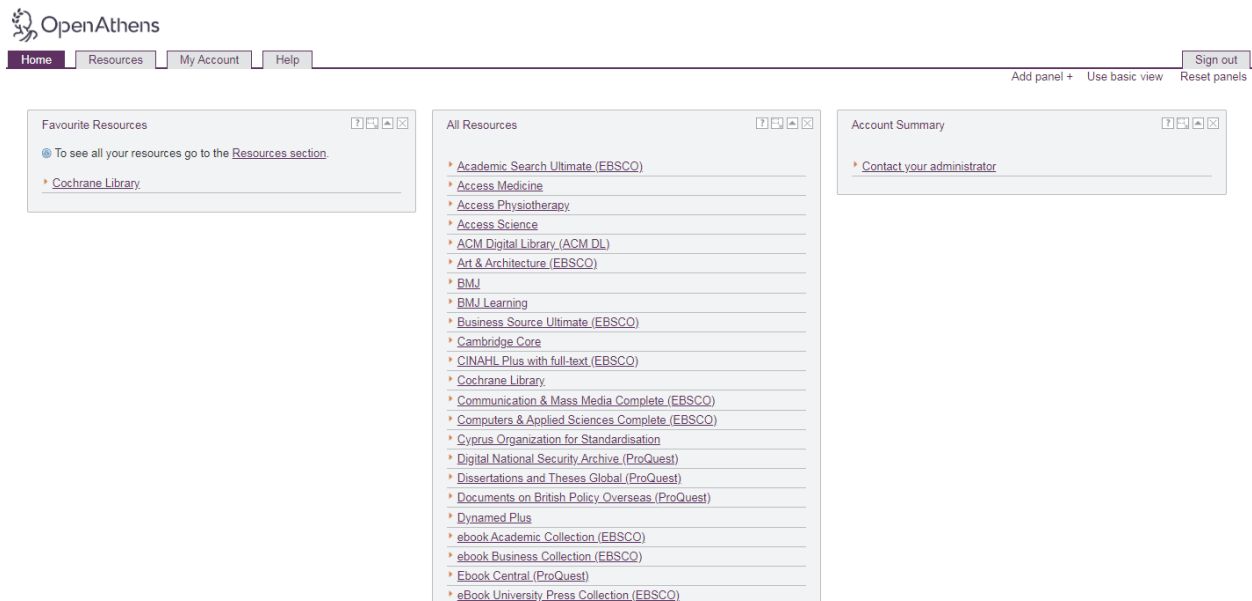 OpenAthens
Home Resources My Account Help Sign out
Add panel + Use basic view Reset panels
Favourite Resources
To see all your resources go to the Resources section.
Cochrane Library
All Resources
Academic Search Ultimate (EBSCO)
Access Medicine
Access Physiotherapy
Access Science
ACM Digital Library (ACM DL)
Art & Architecture (EBSCO)
BMJ
BMJ Learning
Business Source Ultimate (EBSCO)
Cambridge Core
CINAHL Plus with full-text (EBSCO)
Cochrane Library
Communication & Mass Media Complete (EBSCO)
Computers & Applied Sciences Complete (EBSCO)
Cyprus Organization for Standardisation
Digital National Security Archive (ProQuest)
Dissertations and Theses Global (ProQuest)
Documents on British Policy Overseas (ProQuest)
Dynamed Plus
ebook Academic Collection (EBSCO)
ebook Business Collection (EBSCO)
Ebook Central (ProQuest)
eBook University Press Collection (EBSCO)
Account Summary
Contact your administrator